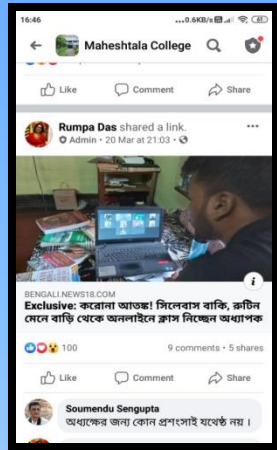 16:46
...0.6KB/s
61
Maheshtala College
Like Comment Share
Rumpa Das shared a link.
Admin · 20 Mar at 21:03 ·
BENGALI.NEWS18.COM
Exclusive: করোনা আতঙ্ক! সিলেবাস বাকি, রুটিন
মেনে বাড়ি থেকে অনলাইনে ক্লাস নিচ্ছেন অধ্যাপক
100 9 comments · 5 shares
Like Comment Share
Soumendu Sengupta
অধ্যক্ষের জন্য কোন প্রশংসাই যথেষ্ঠ নয় ।